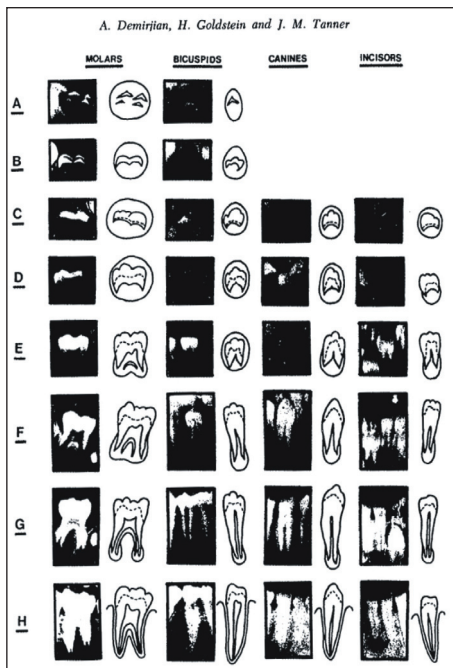 A. Demirjian, H. Goldstein and J. M. Tanner
MOLARS BICUSPIDS CANINES INCISORS
A
B
C
D
E
F
G
H